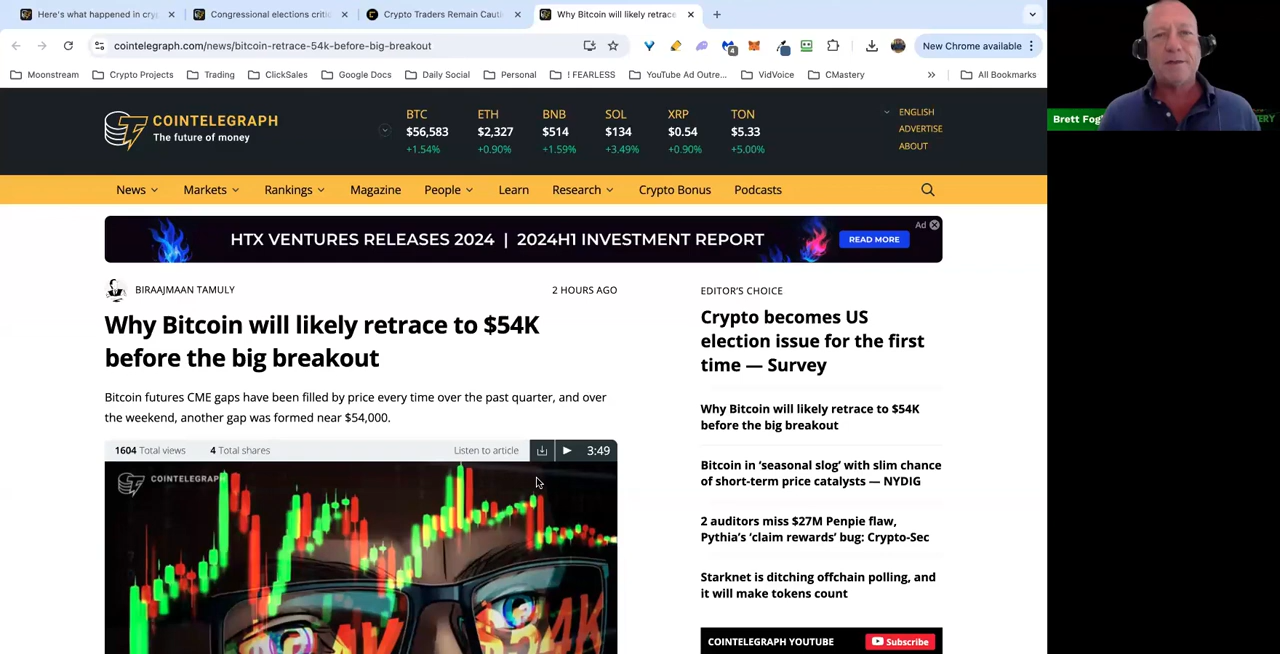 Here's what happened in cry
Congressional elections critic
Crypto Traders Remain Cauti
Why Bitcoin will likely retrace
cointelegraph.com/news/bitcoin-retrace-54k-before-big-breakout
4
New Chrome available
Moonstream
Crypto Projects
Trading
ClickSales
Google Docs
Daily Social
Personal
! FEARLESS
YouTube Ad Outre...
VidVoice
CMastery
All Bookmarks
Brett Fog
ERY
COINTELEGRAPH
The future of money
BTC ETH BNB SOL XRP TON
$56,583 $2,327 $514 $134 $0.54 $5.33
+1.54% +0.90% +1.59% +3.49% +0.90% +5.00%
ENGLISH
ADVERTISE
ABOUT
News Markets Rankings Magazine People Learn Research Crypto Bonus Podcasts
HTX VENTURES RELEASES 2024 | 2024H1 INVESTMENT REPORT
READ MORE
Ad
BIRAAJMAAN TAMULY
2 HOURS AGO
Why Bitcoin will likely retrace to $54K
before the big breakout
Bitcoin futures CME gaps have been filled by price every time over the past quarter, and over
the weekend, another gap was formed near $54,000.
1604 Total views 4 Total shares
Listen to article 3:49
COINTELEGRAPH
$54K
EDITOR'S CHOICE
Crypto becomes US
election issue for the first
time — Survey
Why Bitcoin will likely retrace to $54K
before the big breakout
Bitcoin in 'seasonal slog' with slim chance
of short-term price catalysts — NYDIG
2 auditors miss $27M Penpie flaw,
Pythia's 'claim rewards' bug: Crypto-Sec
Starknet is ditching offchain polling, and
it will make tokens count
COINTELEGRAPH YOUTUBE
Subscribe